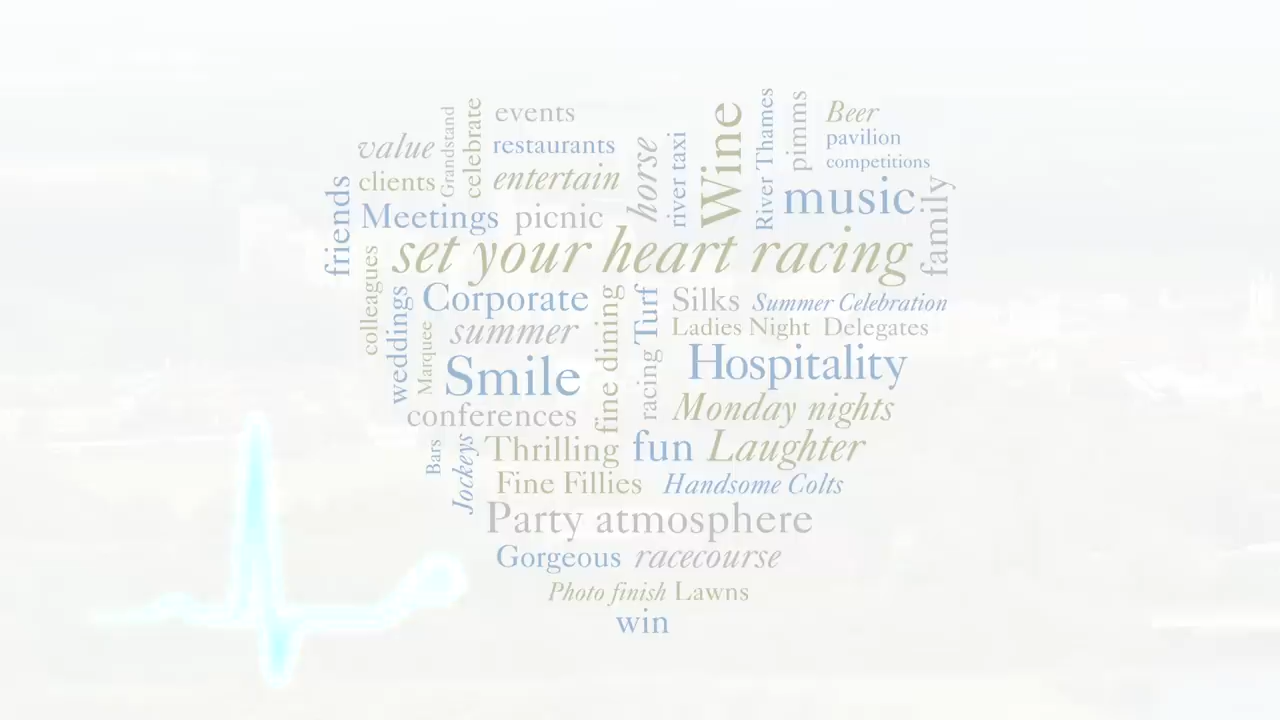 events
Beer
value
Grandstand
celebrate
restaurants
horse
river taxi
Wine
River Thames
pimms
pavilion
competitions
clients
entertain
friends
Meetings
picnic
music
family
set your heart racing
colleagues
weddings
Corporate
fine dining
Turf
Silks
Summer Celebration
Marquee
summer
Ladies Night
Delegates
Smile
racing
Hospitality
conferences
Monday nights
Bars
Jockeys
Thrilling
fun
Laughter
Fine Fillies
Handsome Colts
Party atmosphere
Gorgeous
racecourse
Photo finish
Lawns
win